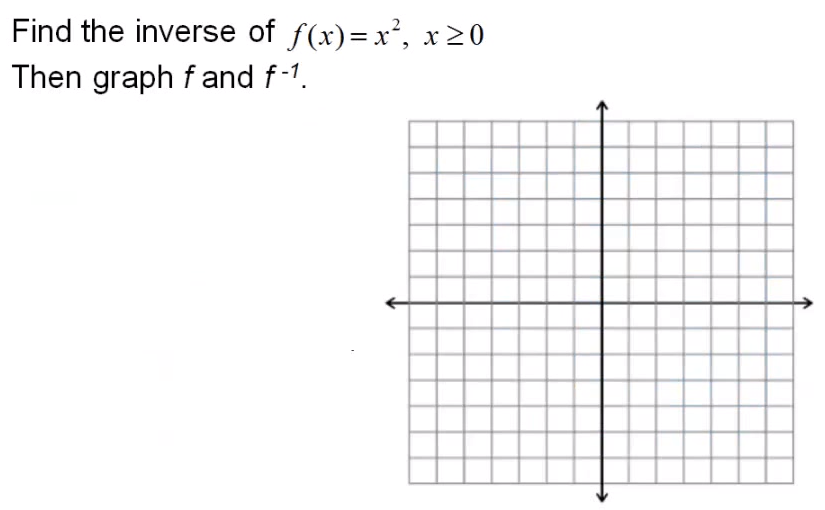 Find the inverse of f(x) = x², x ≥ 0
Then graph f and f⁻¹.